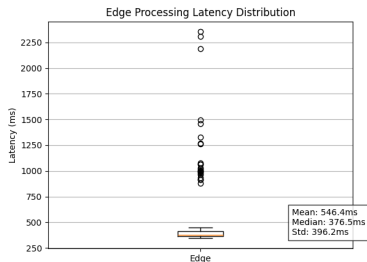 Edge Processing Latency Distribution
Latency (ms)
2250
2000
1750
1500
1250
1000
750
500
250
Mean: 546.4ms
Median: 376.5ms
Std: 396.2ms
Edge